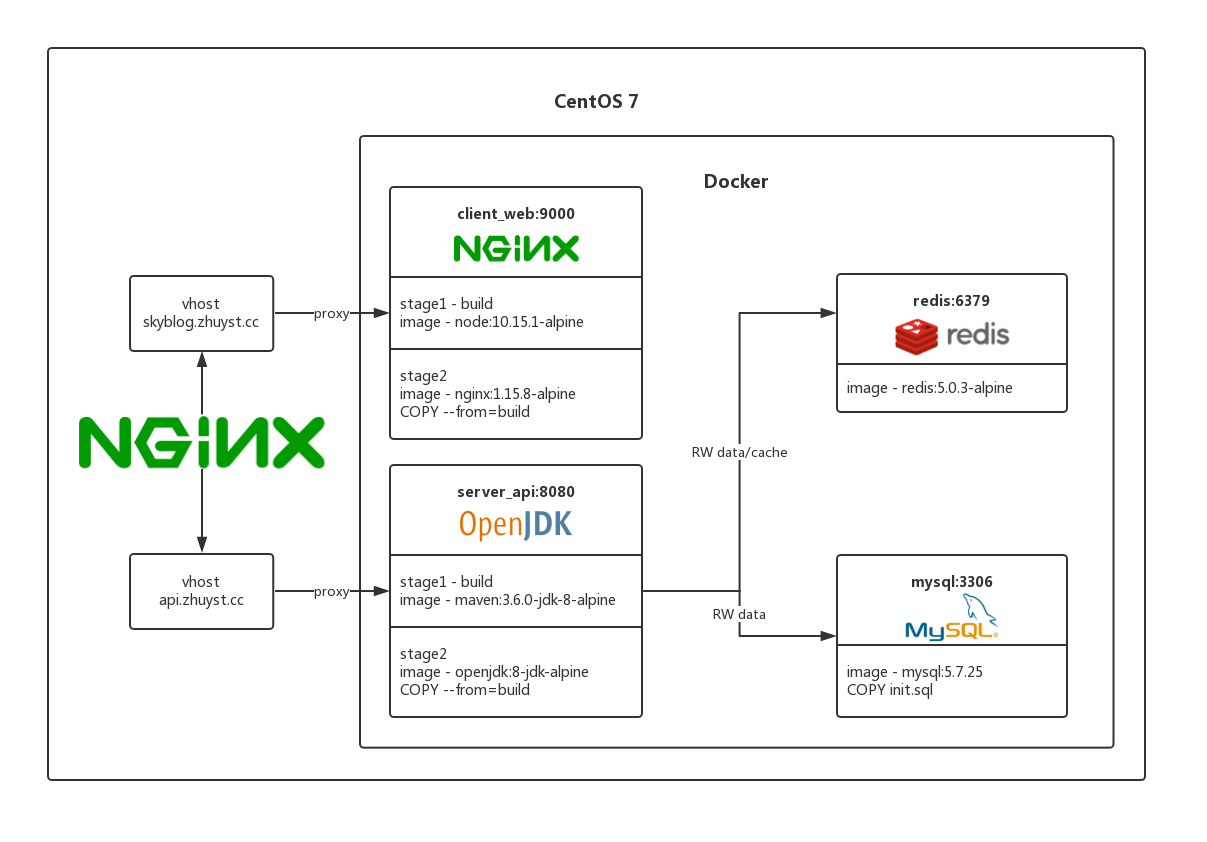 CentOS 7
Docker
client_web:9000
NGINX
stage1 - build
image - node:10.15.1-alpine
stage2
image - nginx:1.15.8-alpine
COPY --from=build
vhost
skyblog.zhuyst.cc
proxy
NGINX
vhost
api.zhuyst.cc
proxy
server_api:8080
OpenJDK
stage1 - build
image - maven:3.6.0-jdk-8-alpine
stage2
image - openjdk:8-jdk-alpine
COPY --from=build
RW data/cache
RW data
redis:6379
redis
image - redis:5.0.3-alpine
mysql:3306
MySQL
image - mysql:5.7.25
COPY init.sql